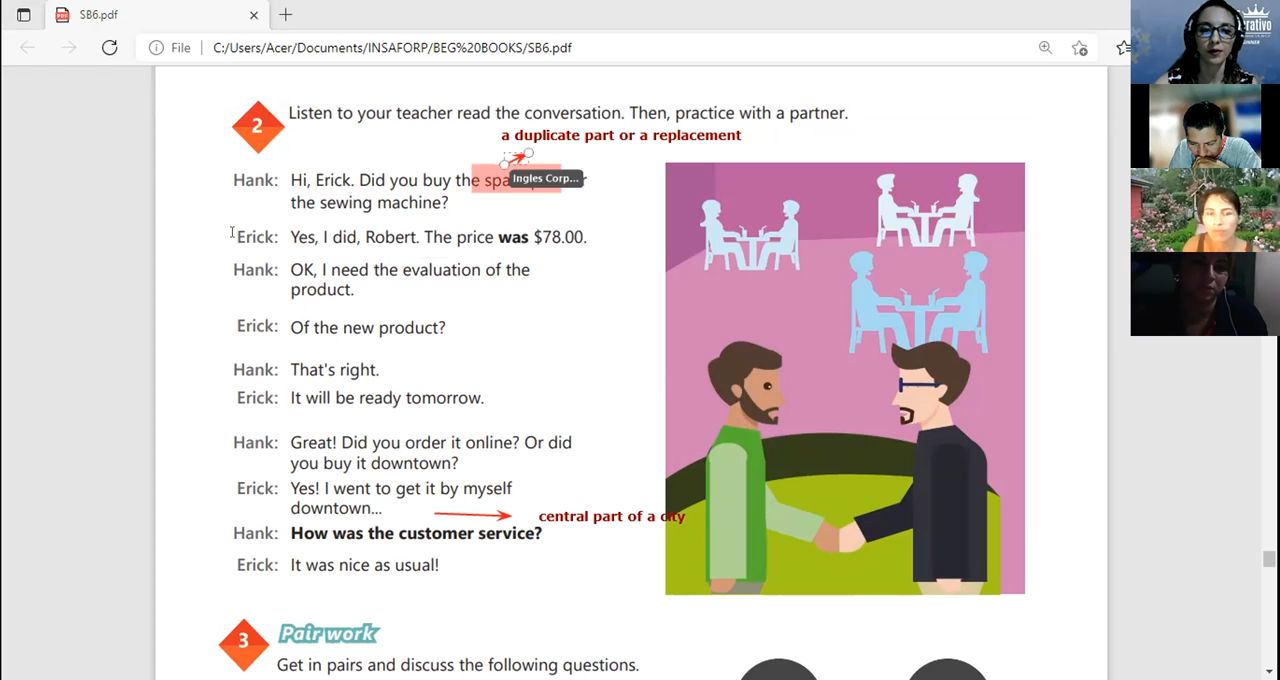 SB6.pdf
File
C:/Users/Acer/Documents/INSAFORP/BEG%20BOOKS/SB6.pdf
2
Listen to your teacher read the conversation. Then, practice with a partner.
a duplicate part or a replacement
Hank: Hi, Erick. Did you buy the
Ingles Corp...
the sewing machine?
Erick: Yes, I did, Robert. The price was $78.00.
Hank: OK, I need the evaluation of the
product.
Erick: Of the new product?
Hank: That's right.
Erick: It will be ready tomorrow.
Hank: Great! Did you order it online? Or did
you buy it downtown?
Erick: Yes! I went to get it by myself
downtown...
central part of a city
Hank: How was the customer service?
Erick: It was nice as usual!
3
Pair work
Get in pairs and discuss the following questions.